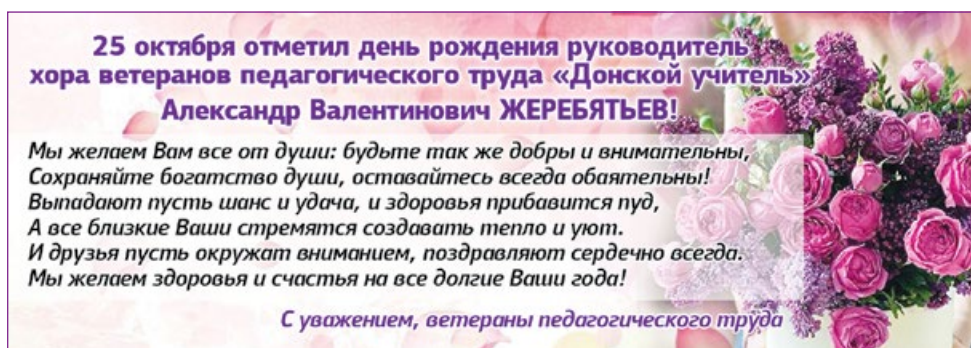 25 октября отметил день рождения руководитель
хора ветеранов педагогического труда «Донской учитель»
Александр Валентинович ЖЕРЕБЯТЬЕВ!
Мы желаем Вам все от души: будьте так же добры и внимательны,
Сохраняйте богатство души, оставайтесь всегда обаятельны!
Выпадают пусть шанс и удача, и здоровья прибавится пуд,
А все близкие Ваши стремятся создавать тепло и уют.
И друзья пусть окружат вниманием, поздравляют сердечно всегда.
Мы желаем здоровья и счастья на все долгие Ваши года!
С уважением, ветераны педагогического труда